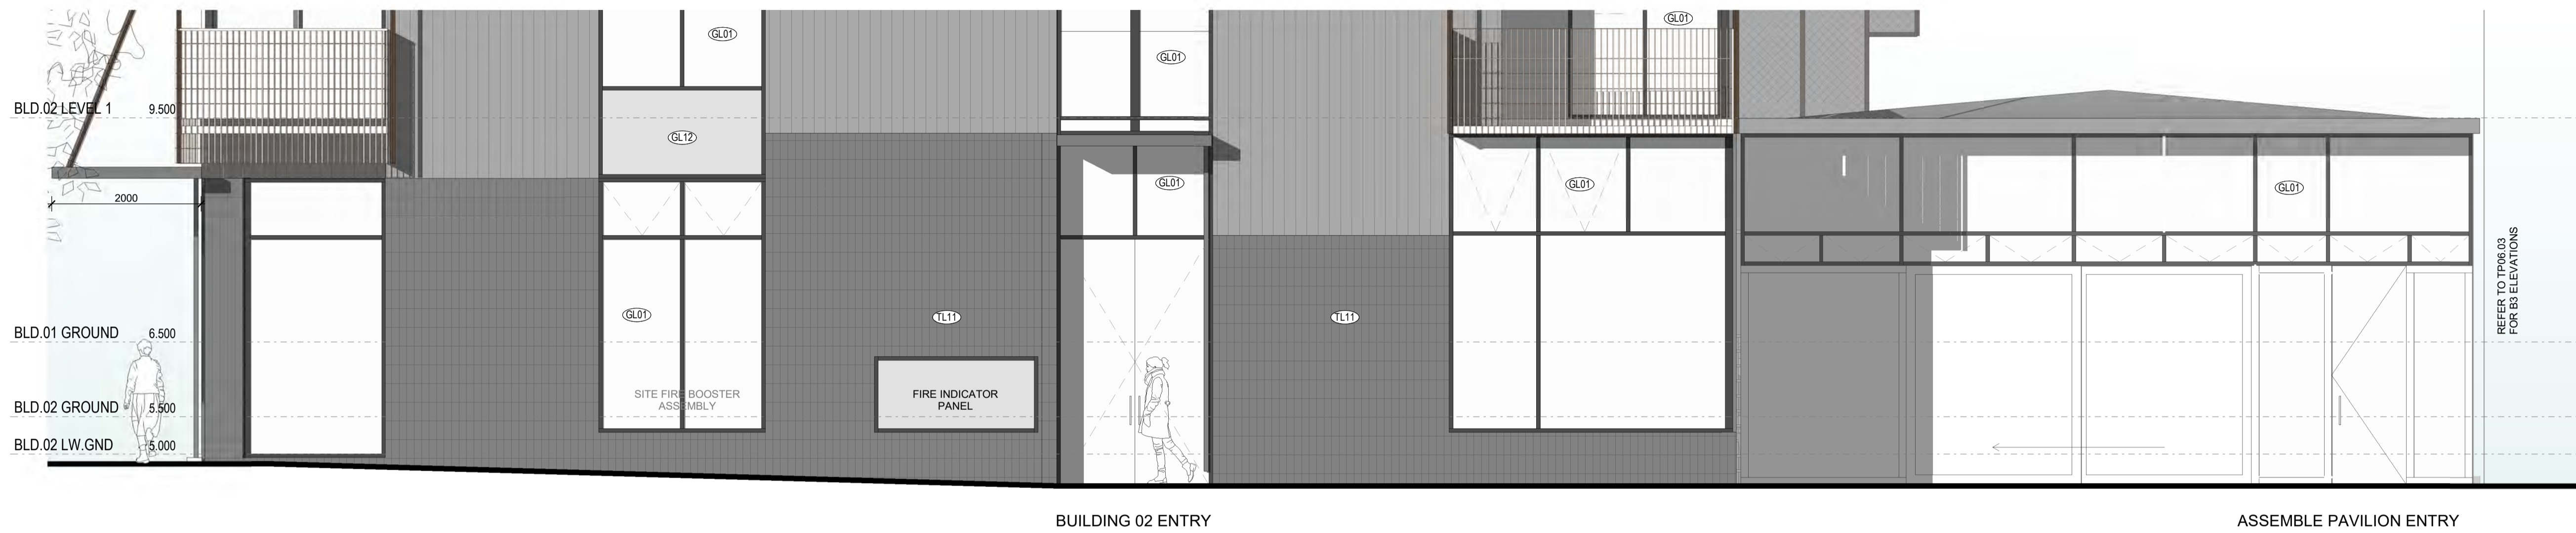 GL01
GL01
GL01
BLD.02 LEVEL 1 9.500
GL12
GL01
GL01
GL01
2000
REFER TO TP06.03
FOR B3 ELEVATIONS
GL01
TL11
TL11
BLD.01 GROUND 6.500
SITE FIRE BOOSTER
ASSEMBLY
FIRE INDICATOR
PANEL
BLD.02 GROUND 5.500
BLD.02 LW.GND 5.000
BUILDING 02 ENTRY
ASSEMBLE PAVILION ENTRY